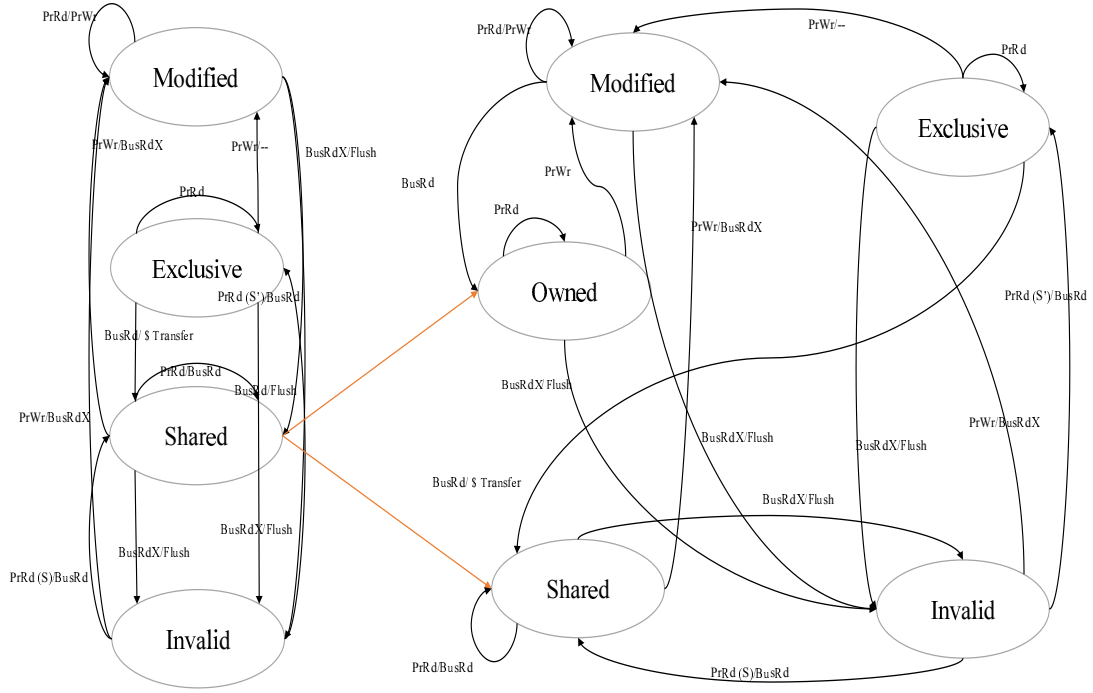 PrRd/PrWr
Modified
PrWr/BusRdX
PrWr/--
BusRdX/Flush
PrRd
Exclusive
PrRd (S')/BusRd
BusRd/ $ Transfer
PrRd/BusRd
BusRd/Flush
PrWr/BusRdX
Shared
BusRdX/Flush
BusRdX/Flush
PrRd (S)/BusRd
Invalid
PrRd/PrWr
Modified
PrWr/--
PrRd
Exclusive
BusRd
PrWr
PrRd
PrWr/BusRdX
Owned
PrRd (S')/BusRd
BusRdX/Flush
BusRdX/Flush
PrWr/BusRdX
BusRdX/Flush
BusRd/ $ Transfer
BusRdX/Flush
Shared
Invalid
PrRd/BusRd
PrRd (S)/BusRd